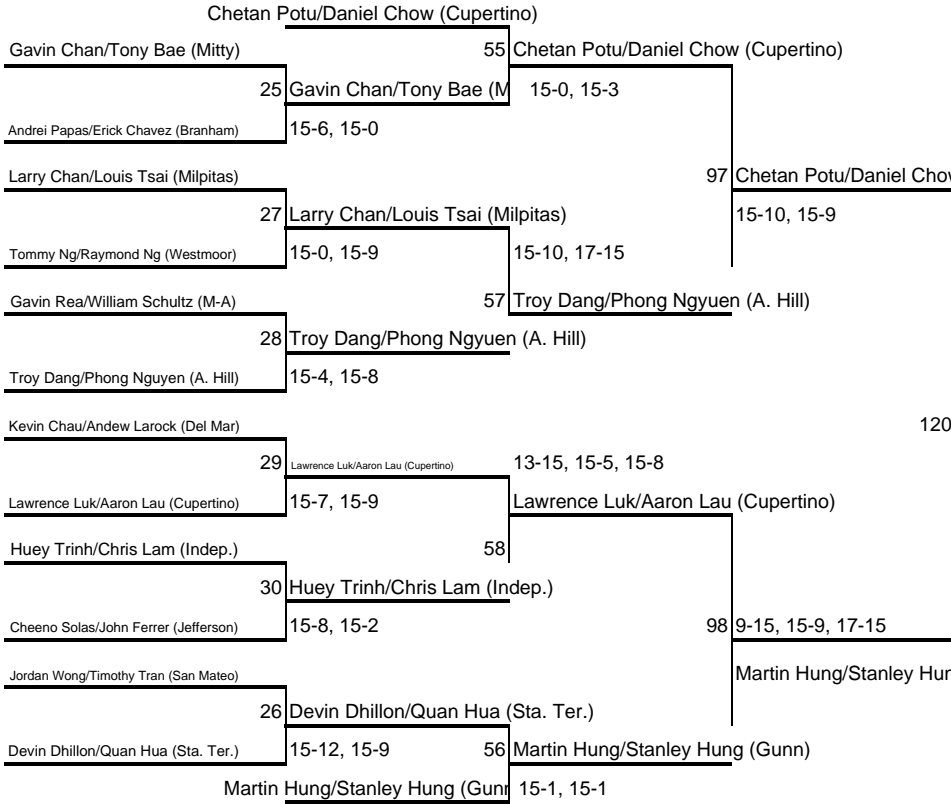 Chetan Potu/Daniel Chow (Cupertino)
Gavin Chan/Tony Bae (Mitty)
55 Chetan Potu/Daniel Chow (Cupertino)
25 Gavin Chan/Tony Bae (M
15-0, 15-3
Andrei Papas/Erick Chavez (Branham)
15-6, 15-0
Larry Chan/Louis Tsai (Milpitas)
97 Chetan Potu/Daniel Chow
27 Larry Chan/Louis Tsai (Milpitas)
15-10, 15-9
Tommy Ng/Raymond Ng (Westmoor)
15-0, 15-9
15-10, 17-15
Gavin Rea/William Schultz (M-A)
57 Troy Dang/Phong Ngyuen (A. Hill)
28 Troy Dang/Phong Ngyuen (A. Hill)
Troy Dang/Phong Nguyen (A. Hill)
15-4, 15-8
Kevin Chau/Andew Larock (Del Mar)
120
29 Lawrence Luk/Aaron Lau (Cupertino)
13-15, 15-5, 15-8
Lawrence Luk/Aaron Lau (Cupertino)
15-7, 15-9
Lawrence Luk/Aaron Lau (Cupertino)
Huey Trinh/Chris Lam (Indep.)
58
30 Huey Trinh/Chris Lam (Indep.)
Cheeno Solas/John Ferrer (Jefferson)
15-8, 15-2
98 9-15, 15-9, 17-15
Jordan Wong/Timothy Tran (San Mateo)
Martin Hung/Stanley Hun
26 Devin Dhillon/Quan Hua (Sta. Ter.)
Devin Dhillon/Quan Hua (Sta. Ter.)
15-12, 15-9
56 Martin Hung/Stanley Hung (Gunn)
Martin Hung/Stanley Hung (Gunn
15-1, 15-1